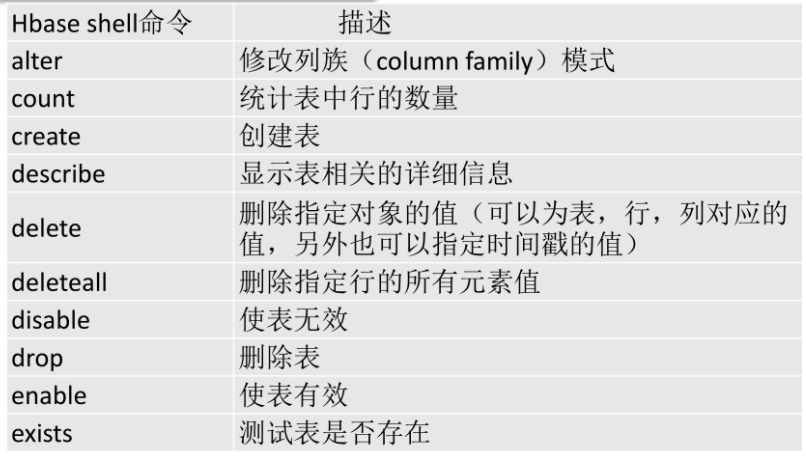 Hbase shell命令 描述
alter 修改列族（column family）模式
count 统计表中行的数量
create 创建表
describe 显示表相关的详细信息
delete 删除指定对象的值（可以为表，行，列对应的
值，另外也可以指定时间戳的值）
deleteall 删除指定行的所有元素值
disable 使表无效
drop 删除表
enable 使表有效
exists 测试表是否存在